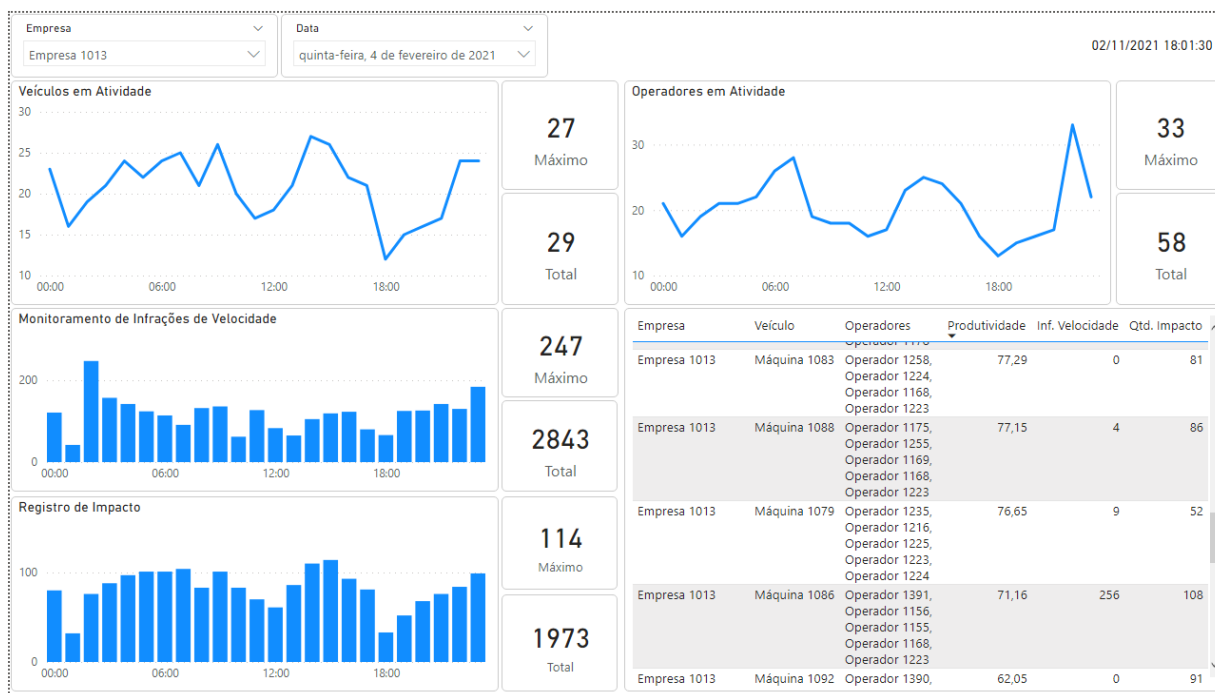 Empresa
Empresa 1013
Data
quinta-feira, 4 de fevereiro de 2021
02/11/2021 18:01:30
Veículos em Atividade
30
25
20
15
10
00:00 06:00 12:00 18:00
27
Máximo
29
Total
Operadores em Atividade
30
20
10
00:00 06:00 12:00 18:00
33
Máximo
58
Total
Monitoramento de Infrações de Velocidade
200
0
00:00 06:00 12:00 18:00
247
Máximo
2843
Total
Registro de Impacto
100
0
00:00 06:00 12:00 18:00
114
Máximo
1973
Total
Empresa Veículo Operadores Produtividade Inf. Velocidade Qtd. Impacto
Empresa 1013 Máquina 1083 Operador 1258, 77,29 0 81
Operador 1224,
Operador 1168,
Operador 1223
Empresa 1013 Máquina 1088 Operador 1175, 77,15 4 86
Operador 1255,
Operador 1169,
Operador 1168,
Operador 1223
Empresa 1013 Máquina 1079 Operador 1235, 76,65 9 52
Operador 1216,
Operador 1225,
Operador 1223,
Operador 1224
Empresa 1013 Máquina 1086 Operador 1391, 71,16 256 108
Operador 1156,
Operador 1155,
Operador 1168,
Operador 1223
Empresa 1013 Máquina 1092 Operador 1390, 62,05 0 91